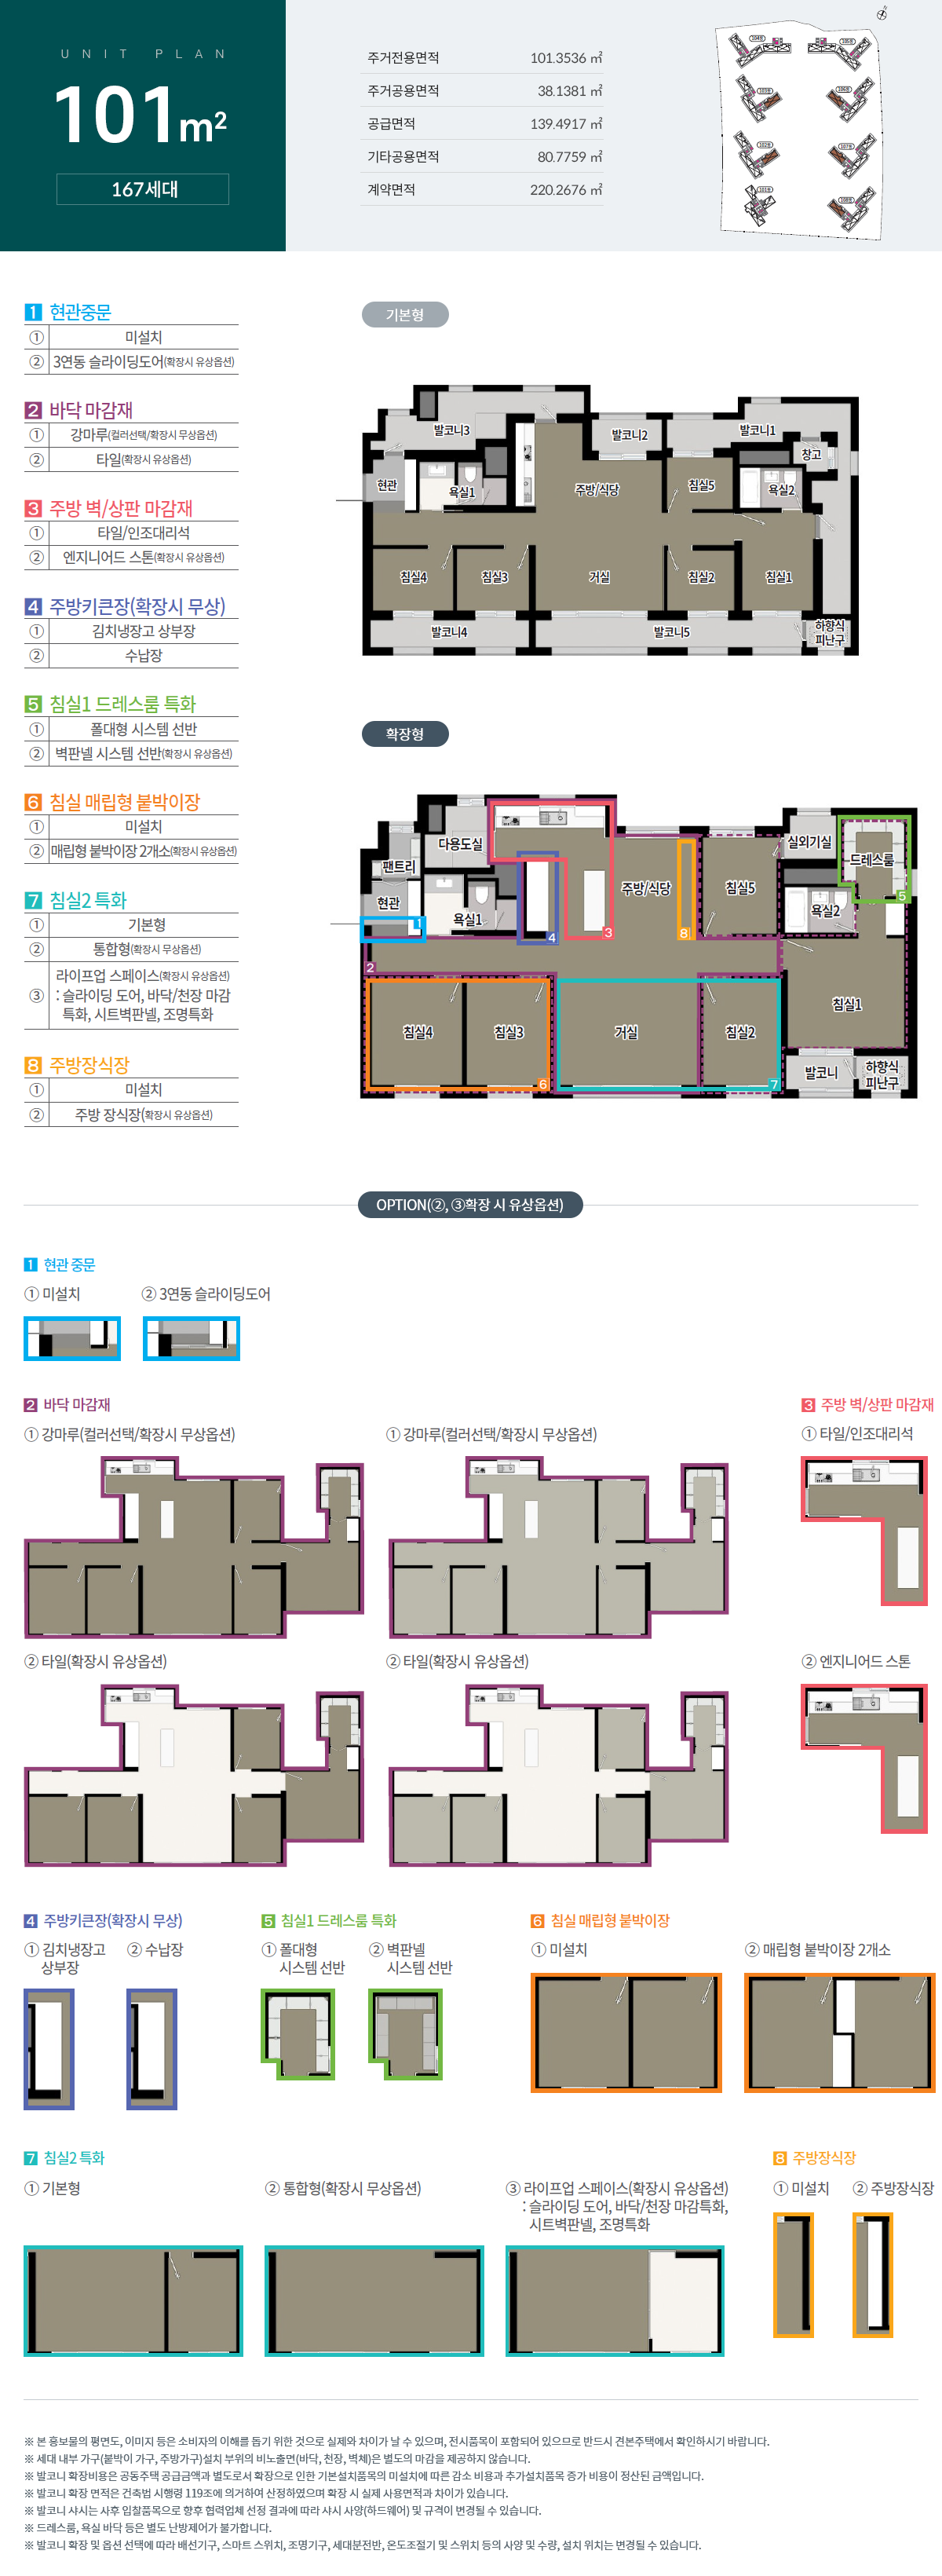 UNIT PLAN
101m²
167세대
주거전용면적 101.3536 ㎡
주거공용면적 38.1381 ㎡
공급면적 139.4917 ㎡
기타공용면적 80.7759 ㎡
계약면적 220.2676 ㎡
104동 105동
103동 106동
102동 107동
101동 108동
1 현관중문
① 미설치
② 3연동 슬라이딩도어(확장시 유상옵션)
2 바닥 마감재
① 강마루(컬러선택/확장시 무상옵션)
② 타일(확장시 유상옵션)
3 주방 벽/상판 마감재
① 타일/인조대리석
② 엔지니어드 스톤(확장시 유상옵션)
4 주방키큰장(확장시 무상)
① 김치냉장고 상부장
② 수납장
5 침실1 드레스룸 특화
① 폴대형 시스템 선반
② 벽판넬 시스템 선반(확장시 유상옵션)
6 침실 매립형 붙박이장
① 미설치
② 매립형 붙박이장 2개소(확장시 유상옵션)
7 침실2 특화
① 기본형
② 통합형(확장시 무상옵션)
③ 라이프업 스페이스(확장시 유상옵션)
: 슬라이딩 도어, 바닥/천장 마감
특화, 시트벽판넬, 조명특화
8 주방장식장
① 미설치
② 주방 장식장(확장시 유상옵션)
기본형
발코니3 발코니2 발코니1
창고
현관 욕실1 주방/식당 침실5 욕실2
침실4 침실3 거실 침실2 침실1
발코니4 발코니5 하향식
피난구
확장형
다용도실 실외기실
팬트리 주방/식당 침실5 드레스룸
현관 욕실1 욕실2 5
1 4 3 8
2
침실4 침실3 거실 침실2 침실1
발코니 하향식
피난구
6 7
OPTION(②, ③확장 시 유상옵션)
1 현관 중문
① 미설치 ② 3연동 슬라이딩도어
2 바닥 마감재
① 강마루(컬러선택/확장시 무상옵션) ① 강마루(컬러선택/확장시 무상옵션)
② 타일(확장시 유상옵션) ② 타일(확장시 유상옵션)
3 주방 벽/상판 마감재
① 타일/인조대리석
② 엔지니어드 스톤
4 주방키큰장(확장시 무상)
① 김치냉장고
상부장
② 수납장
5 침실1 드레스룸 특화
① 폴대형
시스템 선반
② 벽판넬
시스템 선반
6 침실 매립형 붙박이장
① 미설치 ② 매립형 붙박이장 2개소
7 침실2 특화
① 기본형 ② 통합형(확장시 무상옵션) ③ 라이프업 스페이스(확장시 유상옵션)
: 슬라이딩 도어, 바닥/천장 마감특화,
시트벽판넬, 조명특화
8 주방장식장
① 미설치 ② 주방장식장
※ 본 홍보물의 평면도, 이미지 등은 소비자의 이해를 돕기 위한 것으로 실제와 차이가 날 수 있으며, 전시품목이 포함되어 있으므로 반드시 견본주택에서 확인하시기 바랍니다.
※ 세대 내부 가구(붙박이 가구, 주방가구)설치 부위의 비노출면(바닥, 천장, 벽체)은 별도의 마감을 제공하지 않습니다.
※ 발코니 확장비용은 공동주택 공급금액과 별도로서 확장으로 인한 기본설치품목의 미설치에 따른 감소 비용과 추가설치품목 증가 비용이 정산된 금액입니다.
※ 발코니 확장 면적은 건축법 시행령 119조에 의거하여 산정하였으며 확장 시 실제 사용면적과 차이가 있습니다.
※ 발코니 샤시는 사후 입찰품목으로 향후 협력업체 선정 결과에 따라 샤시 사양(하드웨어) 및 규격이 변경될 수 있습니다.
※ 드레스룸, 욕실 바닥 등은 별도 난방제어가 불가합니다.
※ 발코니 확장 및 옵션 선택에 따라 배선기구, 스마트 스위치, 조명기구, 세대분전반, 온도조절기 및 스위치 등의 사양 및 수량, 설치 위치는 변경될 수 있습니다.